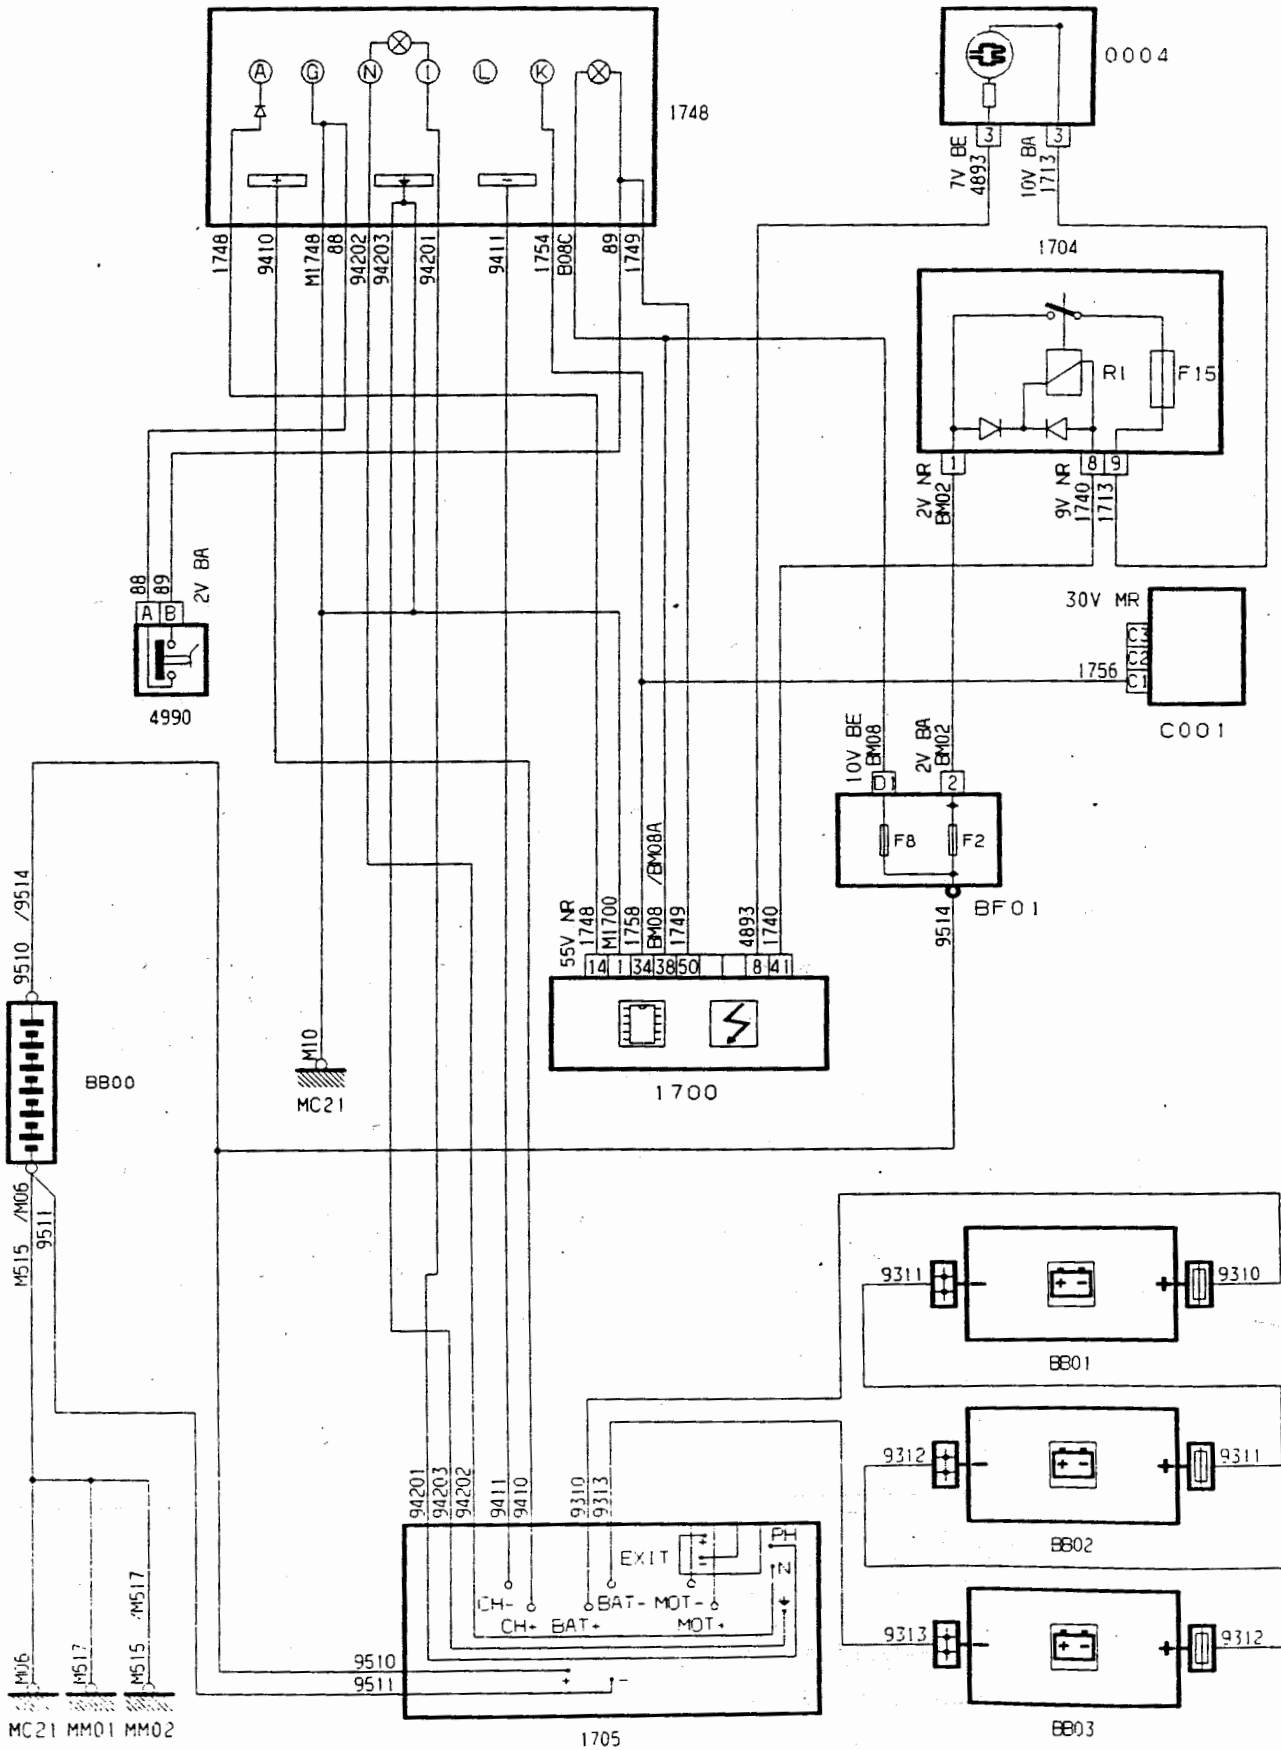 A G N I L K
1748
0004
3 3
7V BE
4893
10V BA
1713
+ -
1748
9410
M1748
88
94202
94203
94201
9411
1754
B08C
89
1749
1704
R1
F15
1 8 9
2V NR
BM02
9V NR
1740
1713
88
89
2V BA
A B
4990
30V MR
C3
C2
C1
1756
C001
10V BE
BM08
2V BA
BM02
D1 2
F8 F2
BF01
9514
9510 /9514
BB00
M10
MC21
55V NR
1748
M1700
1758
BM08 /BM08A
1749
4893
1740
14 1 34 38 50 8 41
1700
M515 /M06
9511
9311 - + - + 9310
BB01
9312 - + - + 9311
BB02
9313 - + - + 9312
BB03
94201
94203
94202
9411
9410
9310
9313
EXIT + - PH
N
CH- BAT- MOT-
CH+ BAT+ MOT+
9510
9511
+ -
1705
M06
M517
M515 /M517
MC21 MM01 MM02